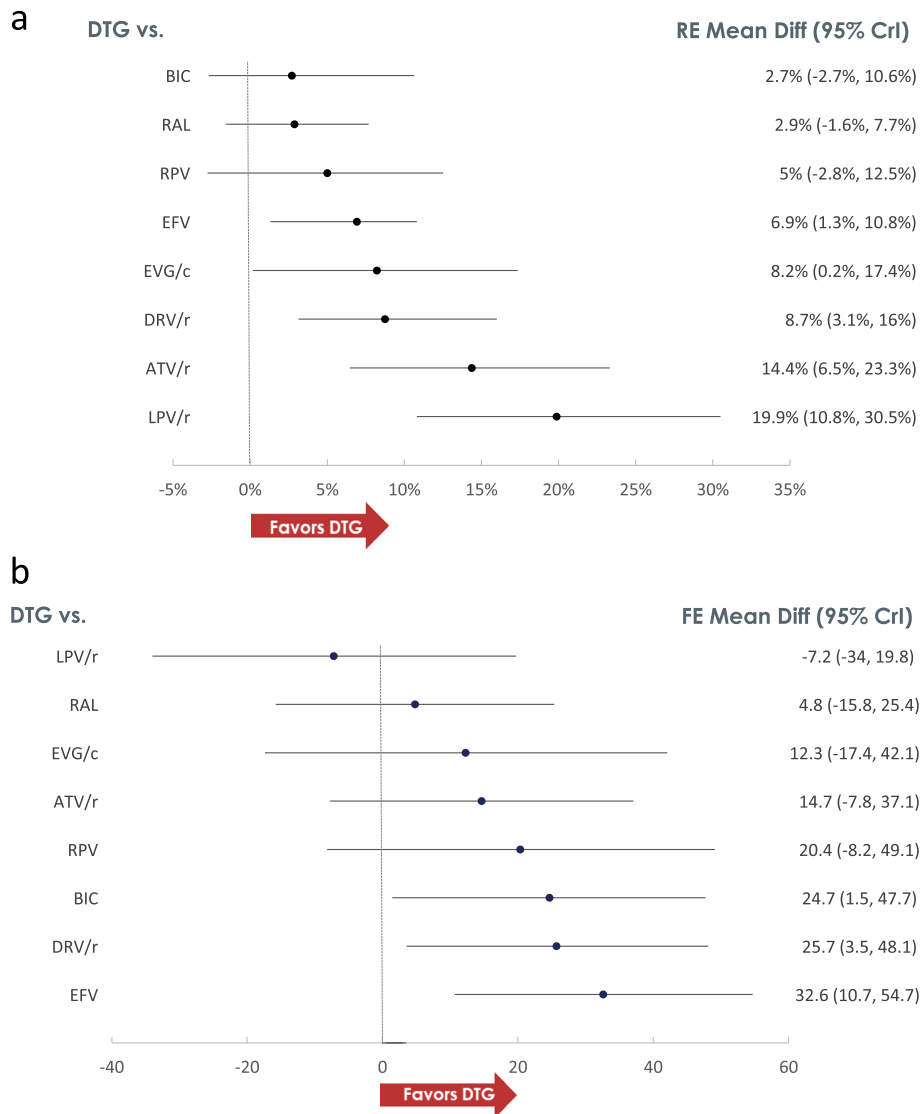 a
DTG vs. RE Mean Diff (95% CrI)
BIC 2.7% (-2.7%, 10.6%)
RAL 2.9% (-1.6%, 7.7%)
RPV 5% (-2.8%, 12.5%)
EFV 6.9% (1.3%, 10.8%)
EVG/c 8.2% (0.2%, 17.4%)
DRV/r 8.7% (3.1%, 16%)
ATV/r 14.4% (6.5%, 23.3%)
LPV/r 19.9% (10.8%, 30.5%)
-5% 0% 5% 10% 15% 20% 25% 30% 35%
Favors DTG
b
DTG vs. FE Mean Diff (95% CrI)
LPV/r -7.2 (-34, 19.8)
RAL 4.8 (-15.8, 25.4)
EVG/c 12.3 (-17.4, 42.1)
ATV/r 14.7 (-7.8, 37.1)
RPV 20.4 (-8.2, 49.1)
BIC 24.7 (1.5, 47.7)
DRV/r 25.7 (3.5, 48.1)
EFV 32.6 (10.7, 54.7)
-40 -20 0 20 40 60
Favors DTG